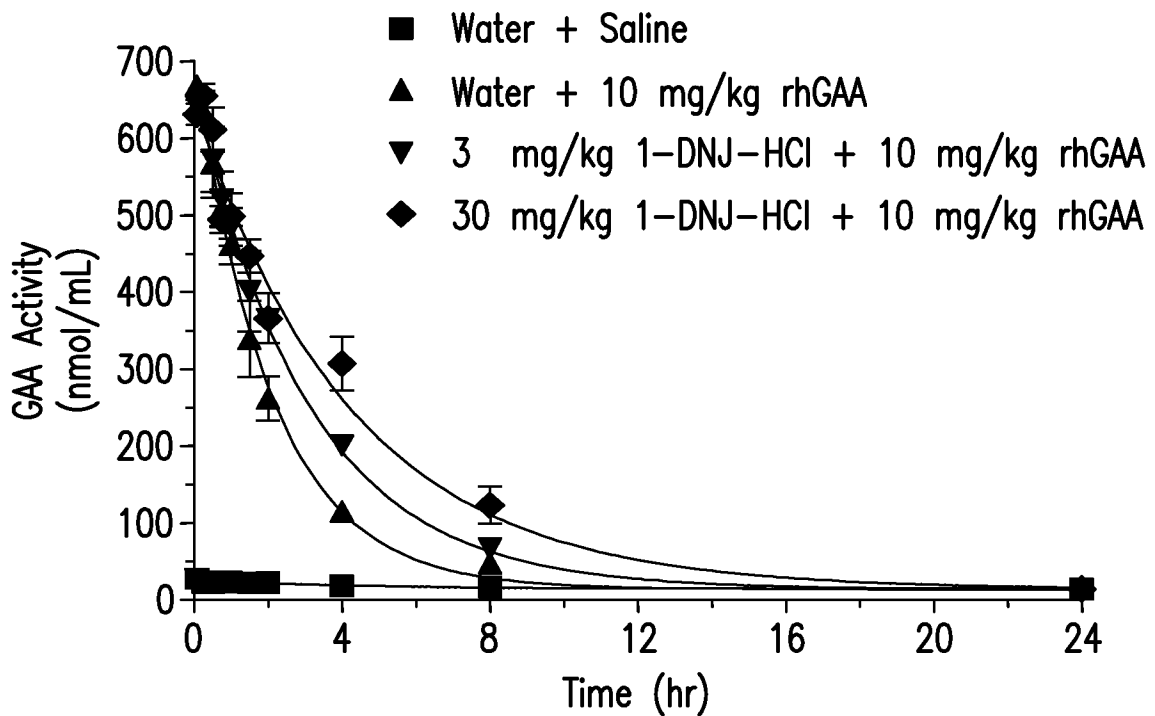 Water + Saline
Water + 10 mg/kg rhGAA
3 mg/kg 1-DNJ-HCl + 10 mg/kg rhGAA
30 mg/kg 1-DNJ-HCl + 10 mg/kg rhGAA
GAA Activity
(nmol/mL)
700
600
500
400
300
200
100
0
0 4 8 12 16 20 24
Time (hr)